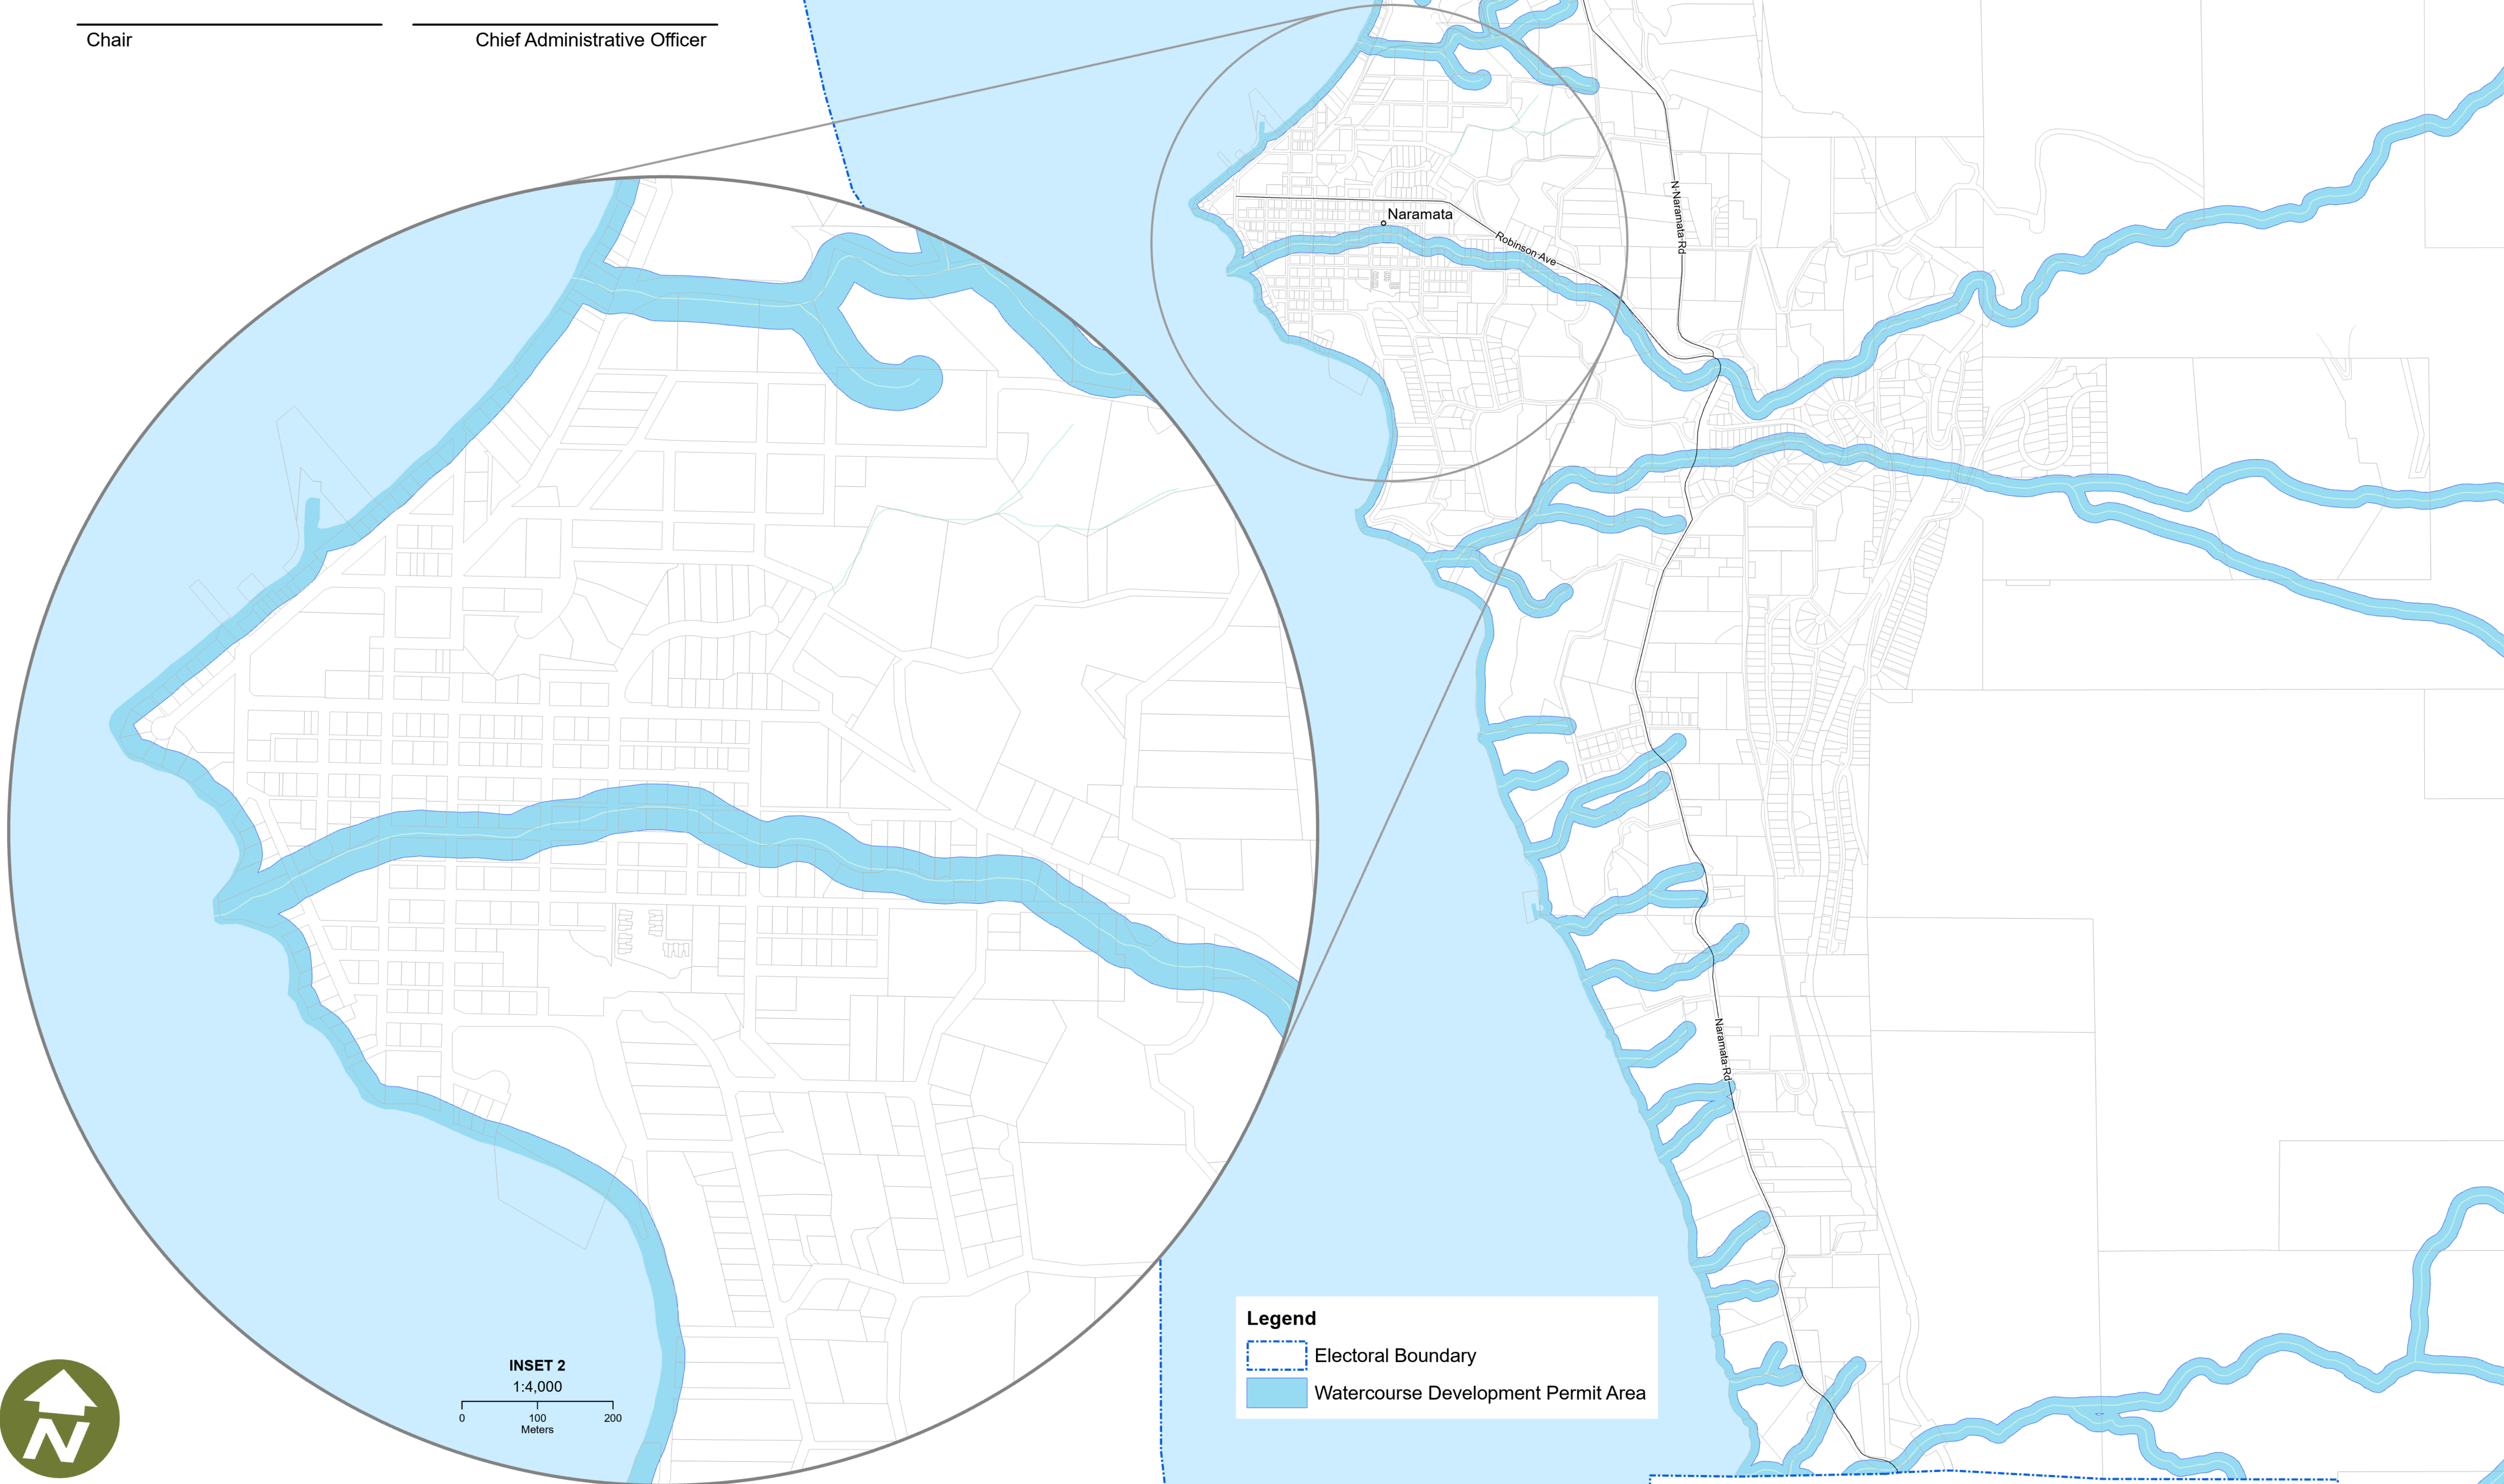 Chair
Chief Administrative Officer
N Naramata Rd
Naramata
Robinson Ave
Naramata Rd
Legend
Electoral Boundary
Watercourse Development Permit Area
INSET 2
1:4,000
0 100 200
Meters
N